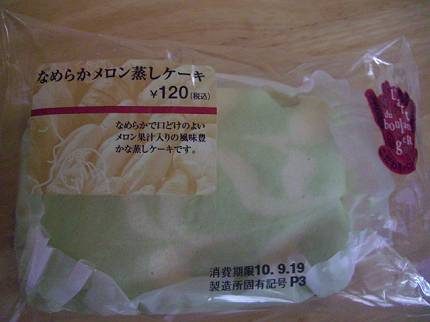 なめらかメロン蒸しケーキ
¥120(税込)
なめらかで口どけのよい
メロン果汁入りの風味豊
かな蒸しケーキです。
消費期限10.9.19
製造所固有記号 P3